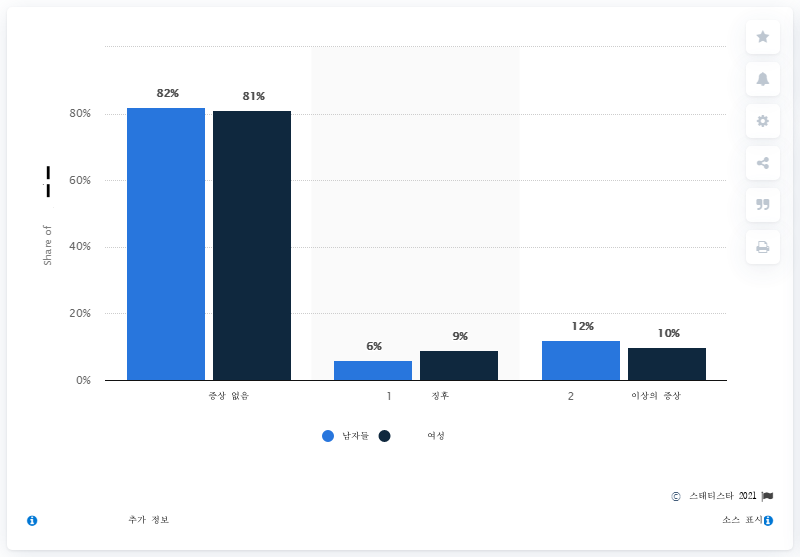 82%
81%
80%
60%
Share of
40%
20%
12%
10%
9%
6%
0%
증상 없음
1 징후
2 이상의 증상
남자들 여성
© 스태티스타 2021
추가 정보
소스 표시